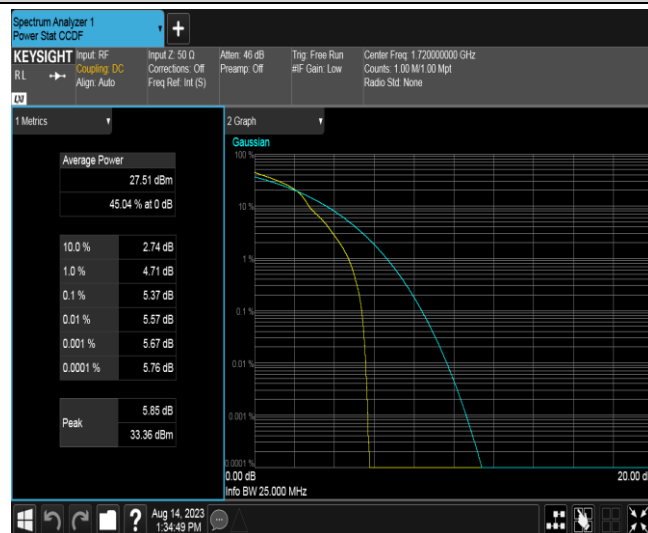 Spectrum Analyzer 1
Power Stat CCDF
+
KEYSIGHT
RL
LXI
Input: RF
Coupling: DC
Align: Auto
Input Z: 50 Ω
Corrections: Off
Freq Ref: Int (S)
Atten: 46 dB
Preamp: Off
Trig: Free Run
#IF Gain: Low
Center Freq: 1.720000000 GHz
Counts: 1.00 M/1.00 Mpt
Radio Std: None
1 Metrics
Average Power
27.51 dBm
45.04 % at 0 dB
10.0 % 2.74 dB
1.0 % 4.71 dB
0.1 % 5.37 dB
0.01 % 5.57 dB
0.001 % 5.67 dB
0.0001 % 5.76 dB
Peak
5.85 dB
33.36 dBm
2 Graph
Gaussian
100 %
10 %
1 %
0.1 %
0.01 %
0.001 %
0.0001 %
0.00 dB
20.00 d
Info BW 25.000 MHz
?
Aug 14, 2023
1:34:49 PM